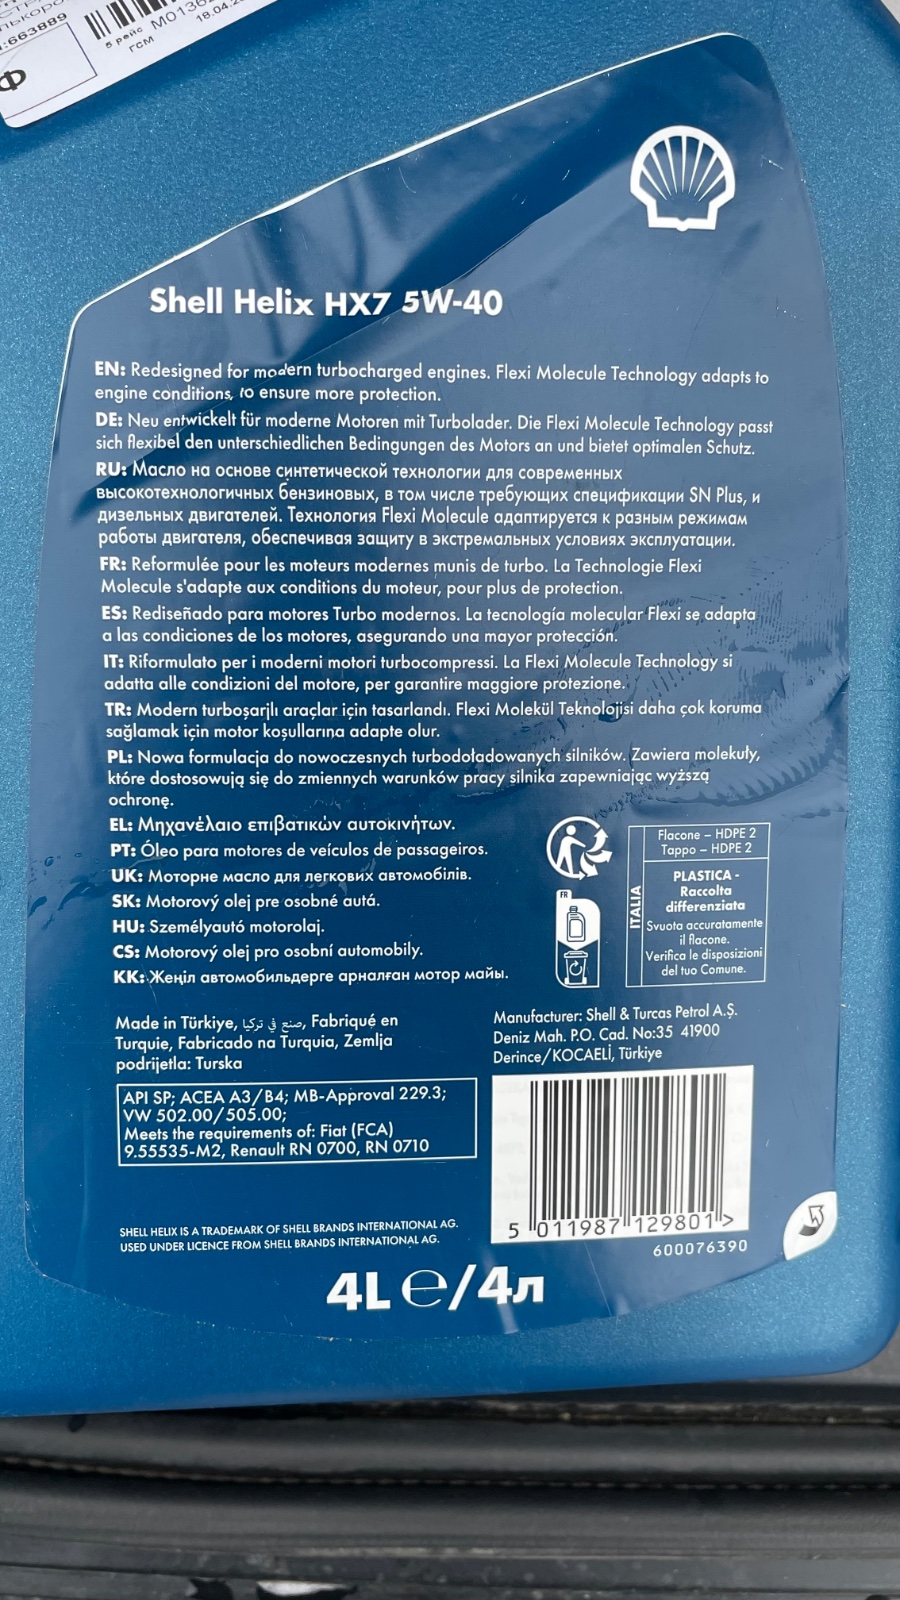 :663889
5 рейс
ГСМ
18.04.2
Ф
Shell Helix HX7 5W-40
EN: Redesigned for modern turbocharged engines. Flexi Molecule Technology adapts to
engine conditions, to ensure more protection.
DE: Neu entwickelt für moderne Motoren mit Turbolader. Die Flexi Molecule Technology passt
sich flexibel den unterschiedlichen Bedingungen des Motors an und bietet optimalen Schutz.
RU: Масло на основе синтетической технологии для современных
высокотехнологичных бензиновых, в том числе требующих спецификации SN Plus, и
дизельных двигателей. Технология Flexi Molecule адаптируется к разным режимам
работы двигателя, обеспечивая защиту в экстремальных условиях эксплуатации.
FR: Reformulée pour les moteurs modernes munis de turbo. La Technologie Flexi
Molecule s'adapte aux conditions du moteur, pour plus de protection.
ES: Rediseñado para motores Turbo modernos. La tecnología molecular Flexi se adapta
a las condiciones de los motores, asegurando una mayor protección.
IT: Riformulato per i moderni motori turbocompressi. La Flexi Molecule Technology si
adatta alle condizioni del motore, per garantire maggiore protezione.
TR: Modern turboşarjlı araçlar için tasarlandı. Flexi Molekül Teknolojisi daha çok koruma
sağlamak için motor koşullarına adapte olur.
PL: Nowa formulacja do nowoczesnych turbodoładowanych silników. Zawiera molekuły,
które dostosowują się do zmiennych warunków pracy silnika zapewniając wyższą
ochronę.
EL: Μηχανέλαιο επιβατικών αυτοκινήτων.
PT: Óleo para motores de veículos de passageiros.
UK: Моторне масло для легкових автомобілів.
SK: Motorový olej pre osobné autá.
HU: Személyautó motorolaj.
CS: Motorový olej pro osobní automobily.
KK: Жеңіл автомобильдерге арналған мотор майы.
FR
ITALIA
Flacone – HDPE 2
Tappo – HDPE 2
PLASTICA -
Raccolta
differenziata
Svuota accuratamente
il flacone.
Verifica le disposizioni
del tuo Comune.
Made in Türkiye, صنع في تركيا, Fabriqué en
Turquie, Fabricado na Turquia, Zemlja
podrijetla: Turska
Manufacturer: Shell & Turcas Petrol A.Ş.
Deniz Mah. P.O. Cad. No:35 41900
Derince/KOCAELİ, Türkiye
API SP; ACEA A3/B4; MB-Approval 229.3;
VW 502.00/505.00;
Meets the requirements of: Fiat (FCA)
9.55535-M2, Renault RN 0700, RN 0710
5 011987 129801 >
600076390
SHELL HELIX IS A TRADEMARK OF SHELL BRANDS INTERNATIONAL AG.
USED UNDER LICENCE FROM SHELL BRANDS INTERNATIONAL AG.
4L ℮/4л